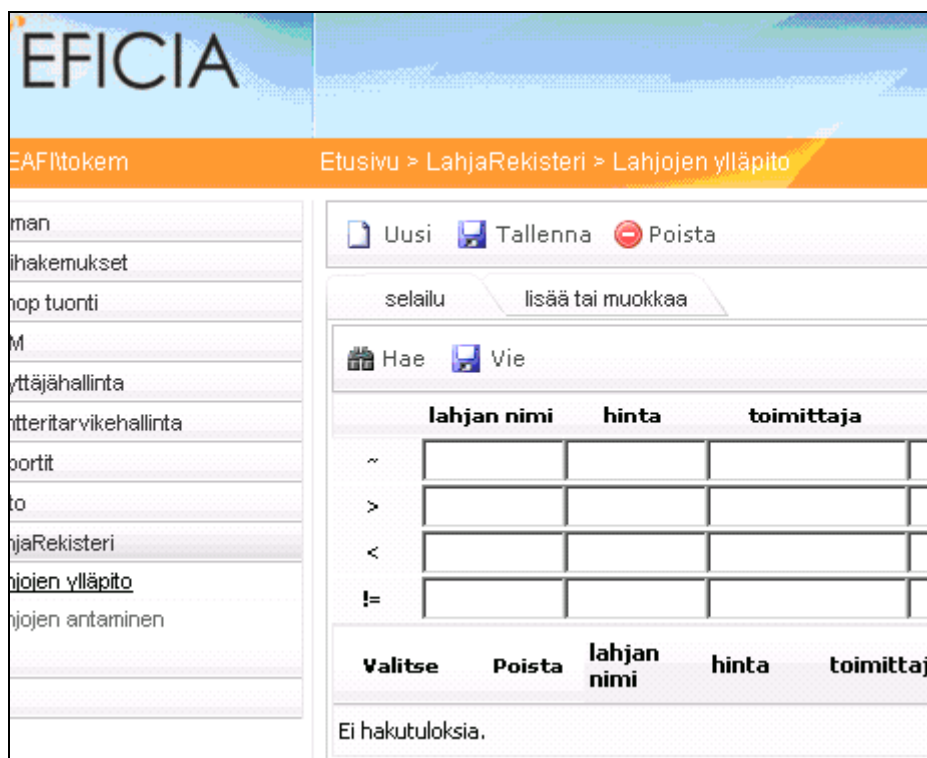 EFICIA
EAFI\tokem
Etusivu > LahjaRekisteri > Lahjojen ylläpito
man
ihakemukset
hop tuonti
M
yttäjähallinta
ntteritarvikehallinta
portit
to
hjaRekisteri
hjojen ylläpito
hjojen antaminen
Uusi Tallenna Poista
selailu lisää tai muokkaa
Hae Vie
lahjan nimi hinta toimittaja
~
>
<
!=
Valitse Poista lahjan nimi hinta toimittaj
Ei hakutuloksia.